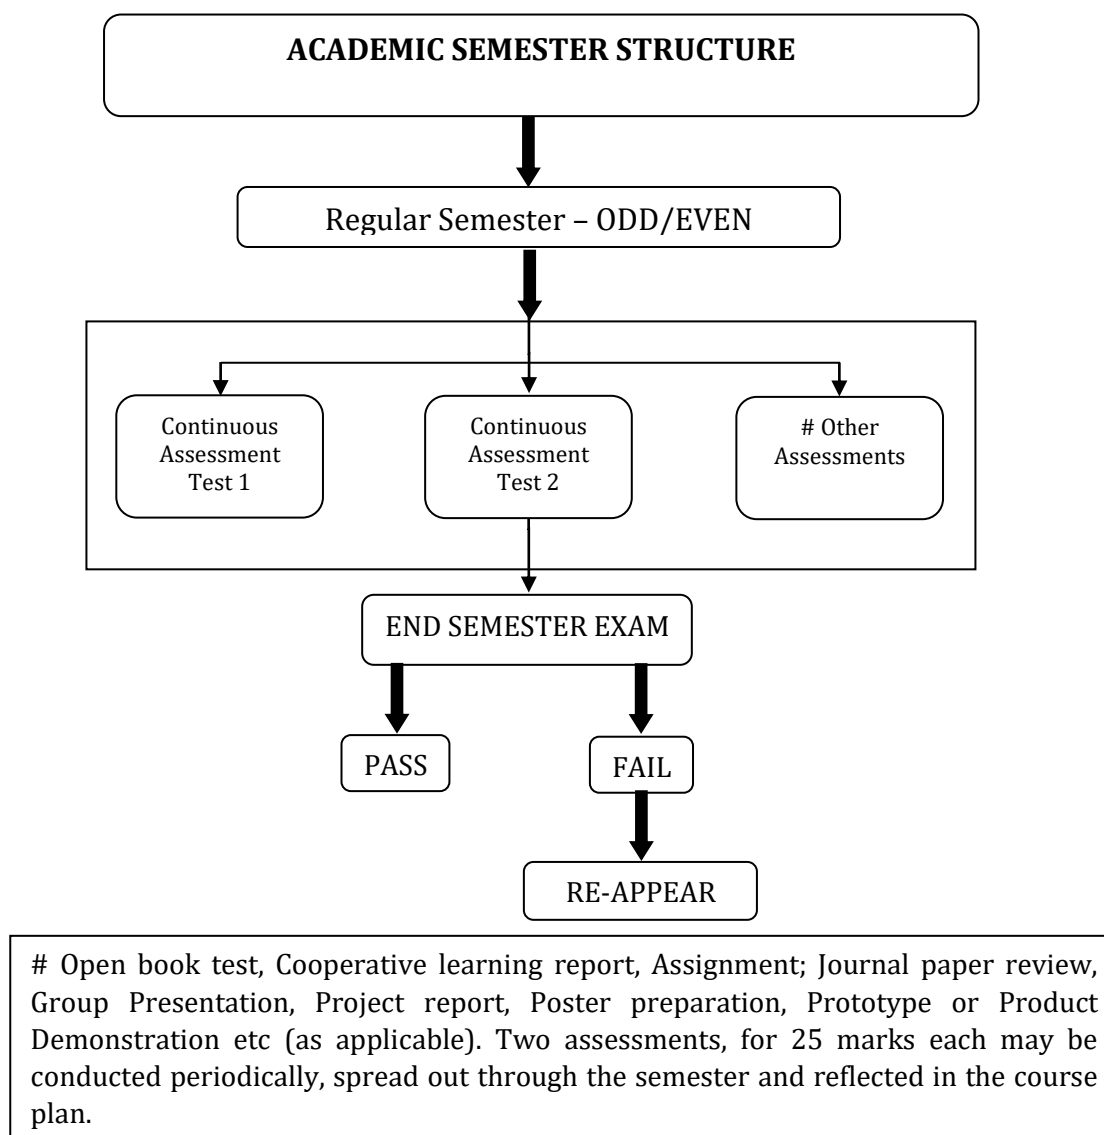 ACADEMIC SEMESTER STRUCTURE
Regular Semester – ODD/EVEN
Continuous
Assessment
Test 1
Continuous
Assessment
Test 2
# Other
Assessments
END SEMESTER EXAM
PASS
FAIL
RE-APPEAR
# Open book test, Cooperative learning report, Assignment; Journal paper review,
Group Presentation, Project report, Poster preparation, Prototype or Product
Demonstration etc (as applicable). Two assessments, for 25 marks each may be
conducted periodically, spread out through the semester and reflected in the course
plan.